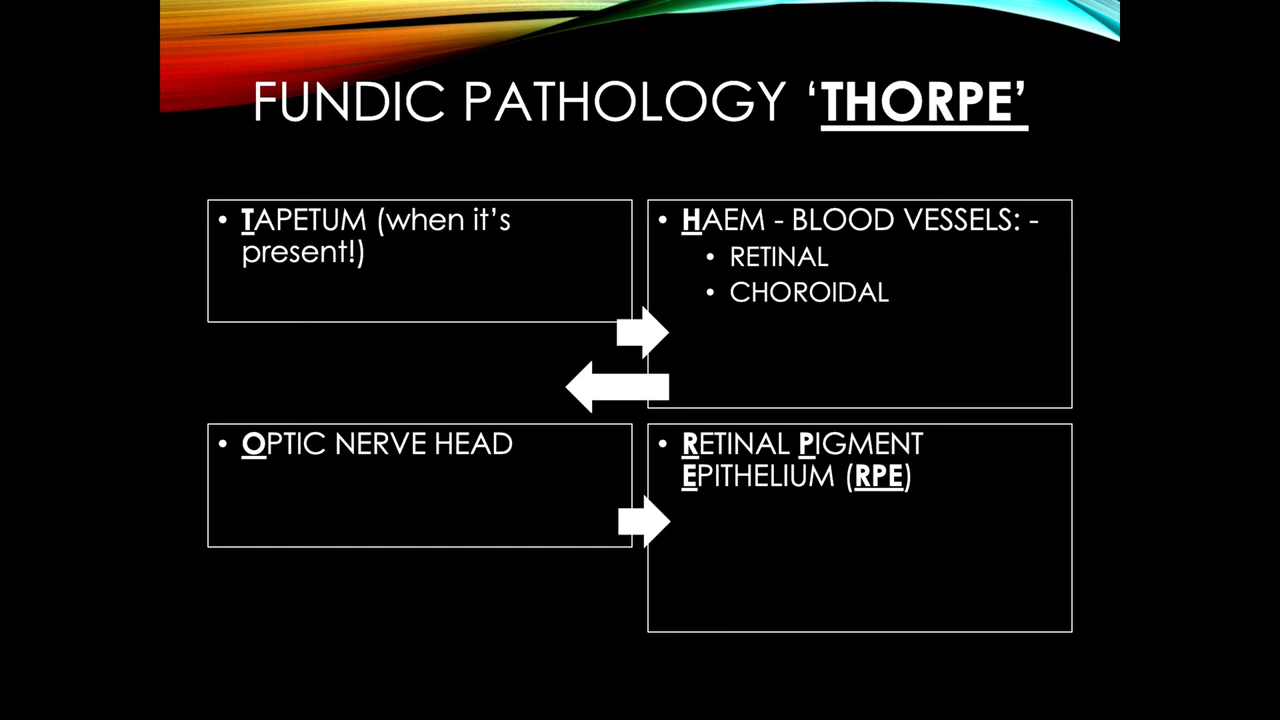 FUNDIC PATHOLOGY ‘THORPE’
• TAPETUM (when it’s
present!)
• HAEM - BLOOD VESSELS: -
• RETINAL
• CHOROIDAL
• OPTIC NERVE HEAD
• RETINAL PIGMENT
EPITHELIUM (RPE)